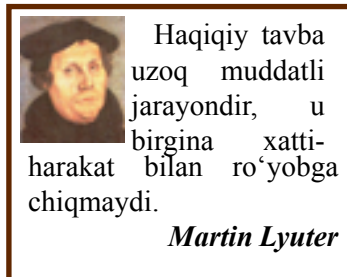 Haqiqiy tavba
uzoq muddatli
jarayondir, u
birgina xatti-
harakat bilan ro‘yobga
chiqmaydi.
Martin Lyuter